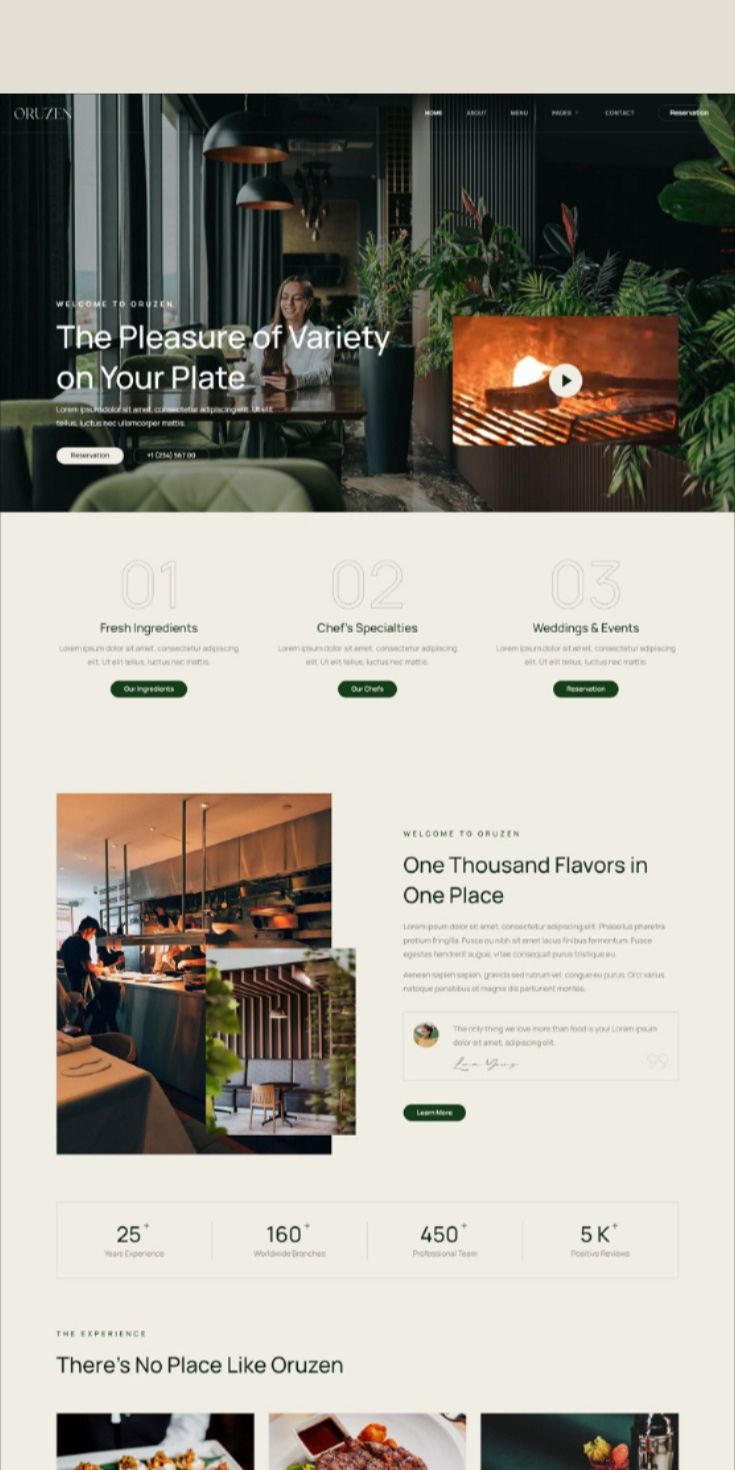 ORUZEN
HOME ABOUT MENU PAGES CONTACT Reservation
WELCOME TO ORUZEN
The Pleasure of Variety
on Your Plate
Lorem ipsum dolor sit amet, consectetur adipiscing elit. Ut elit
tellus, luctus nec ullamcorper mattis.
Reservation +1 (234) 567 00
01 02 03
Fresh Ingredients Chef's Specialties Weddings & Events
Lorem ipsum dolor sit amet, consectetur adipiscing Lorem ipsum dolor sit amet, consectetur adipiscing Lorem ipsum dolor sit amet, consectetur adipiscing
elit. Ut elit tellus, luctus nec mattis. elit. Ut elit tellus, luctus nec mattis. elit. Ut elit tellus, luctus nec mattis.
Our Ingredients Our Chefs Reservation
WELCOME TO ORUZEN
One Thousand Flavors in
One Place
Lorem ipsum dolor sit amet, consectetur adipiscing elit. Phasellus pharetra
pretium fringilla. Fusce eu nibh sit amet lacus finibus fermentum. Fusce
egestas hendrerit augue, vitae consequat purus tristique eu.
Aenean sapien sapien, gravida sed rutrum vel, congue eu purus. Orci varius
natoque penatibus et magnis dis parturient montes.
The only thing we love more than food is you! Lorem ipsum
dolor sit amet, adipiscing elit.
Learn More
25+ 160+ 450+ 5 K+
Years Experience Worldwide Branches Professional Team Positive Reviews
THE EXPERIENCE
There's No Place Like Oruzen